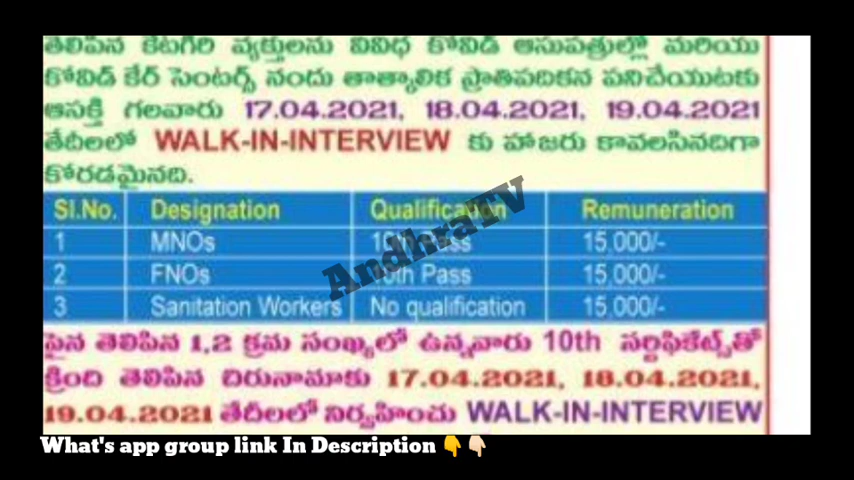 తెలిపిన కేటగిరి వ్యక్తులను వివిధ కోవిడ్ ఆసుపత్రుల్లో మరియు
కోవిడ్ కేర్ సెంటర్స్ నందు తాత్కాలిక ప్రాతిపదికన పనిచేయుటకు
ఆసక్తి గలవారు 17.04.2021, 18.04.2021, 19.04.2021
తేదీలలో WALK-IN-INTERVIEW కు హాజరు కావలసినదిగా
కోరడమైనది.
Sl.No. Designation Qualification Remuneration
1 MNOs 10th Pass 15,000/-
2 FNOs 10th Pass 15,000/-
3 Sanitation Workers No qualification 15,000/-
AndhraTV
పైన తెలిపిన 1,2 క్రమ సంఖ్యలో ఉన్నవారు 10th సర్టిఫికేట్స్‌తో
క్రింది తెలిపిన చిరునామాకు 17.04.2021, 18.04.2021,
19.04.2021 తేదీలలో నిర్వహించు WALK-IN-INTERVIEW
What's app group link In Description 👇👇🏻